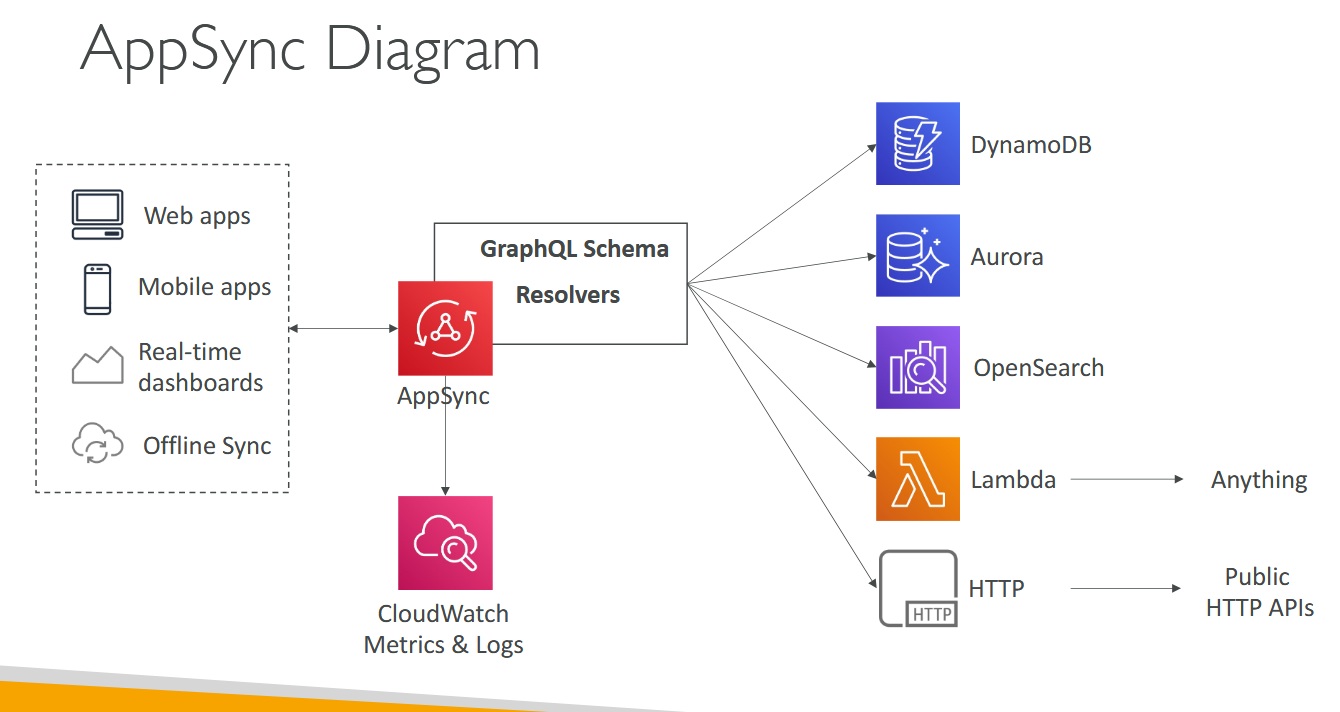 AppSync Diagram
Web apps
Mobile apps
Real-time
dashboards
Offline Sync
GraphQL Schema
Resolvers
AppSync
CloudWatch
Metrics & Logs
DynamoDB
Aurora
OpenSearch
Lambda
Anything
HTTP
HTTP
Public
HTTP APIs